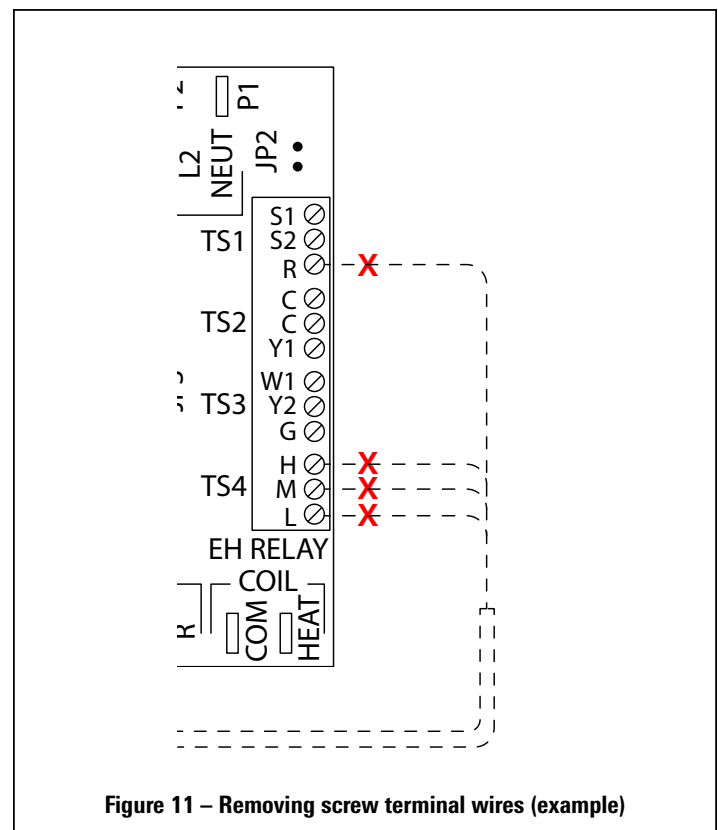 P1
L2
NEUT
JP2
TS1
S1
S2
R
X
TS2
C
C
Y1
TS3
W1
Y2
G
TS4
H
X
M
X
L
X
EH RELAY
COIL
R
COM
HEAT
Figure 11 – Removing screw terminal wires (example)